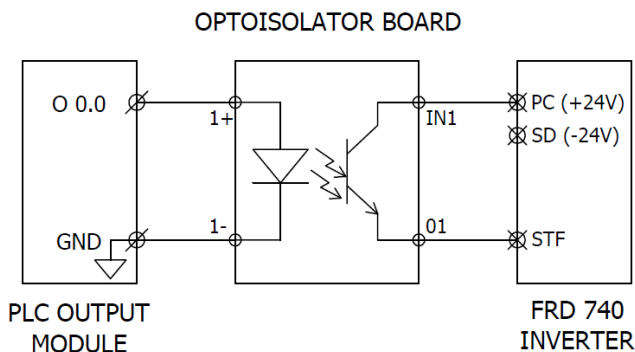 OPTOISOLATOR BOARD
O 0.0
1+
IN1
PC (+24V)
SD (-24V)
GND
1-
01
STF
PLC OUTPUT
MODULE
FRD 740
INVERTER